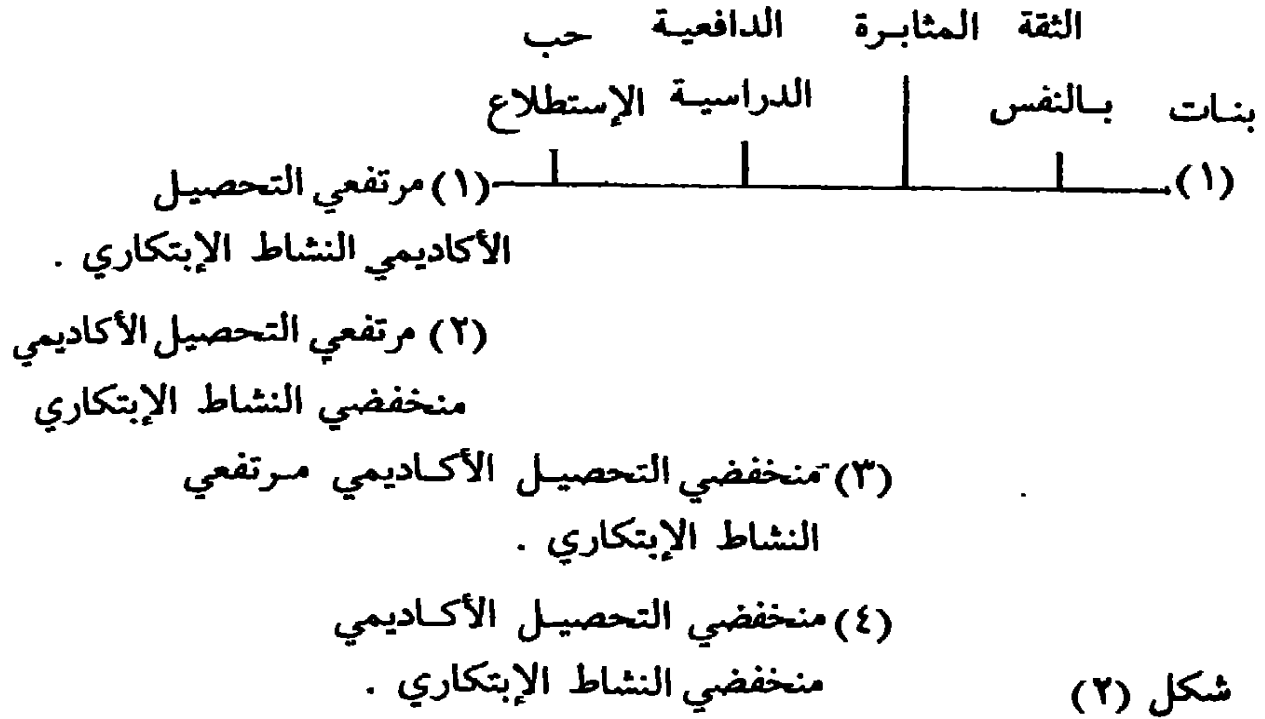 الثقة المثابرة الدافعية حب
بنات بالنفس الدراسية الإستطلاع
(١) (١) مرتفعي التحصيل
الأكاديمي النشاط الإبتكاري .
(٢) مرتفعي التحصيل الأكاديمي
منخفضي النشاط الإبتكاري
(٣) منخفضي التحصيل الأكاديمي مرتفعي
النشاط الإبتكاري .
(٤) منخفضي التحصيل الأكاديمي
منخفضي النشاط الإبتكاري .
شكل (٢)